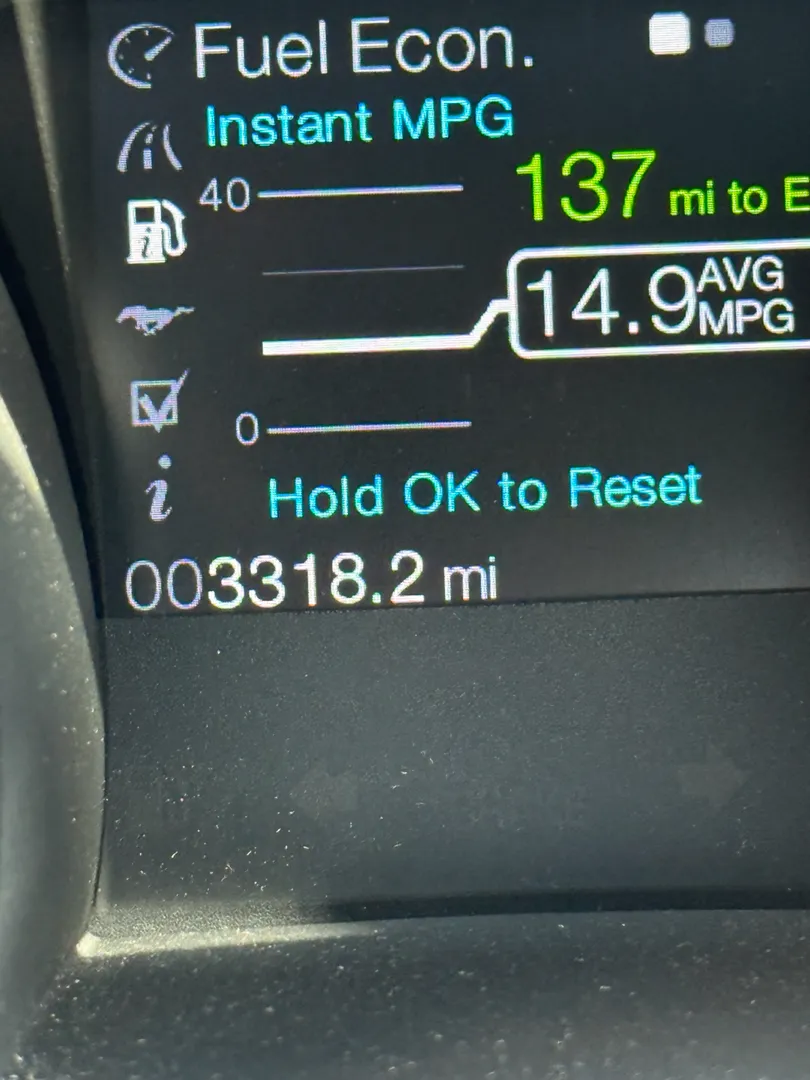 Fuel Econ.
Instant MPG
40
137 mi to E
14.9 AVG MPG
0
Hold OK to Reset
003318.2 mi